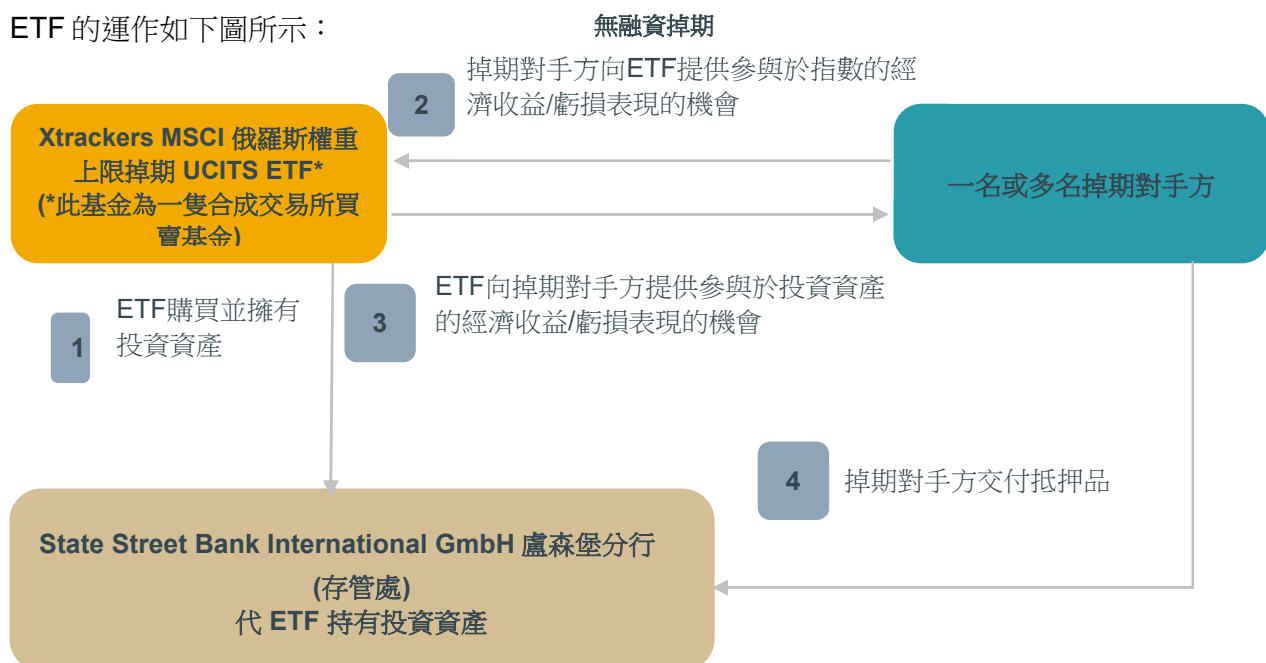 ETF 的運作如下圖所示：
無融資掉期
2
掉期對手方向ETF提供參與於指數的經
濟收益/虧損表現的機會
Xtrackers MSCI 俄羅斯權重
上限掉期 UCITS ETF*
(*此基金為一隻合成交易所買
賣基金)
一名或多名掉期對手方
1
ETF購買並擁有
投資資產
3
ETF向掉期對手方提供參與於投資資產
的經濟收益/虧損表現的機會
4
掉期對手方交付抵押品
State Street Bank International GmbH 盧森堡分行
(存管處)
代 ETF 持有投資資產